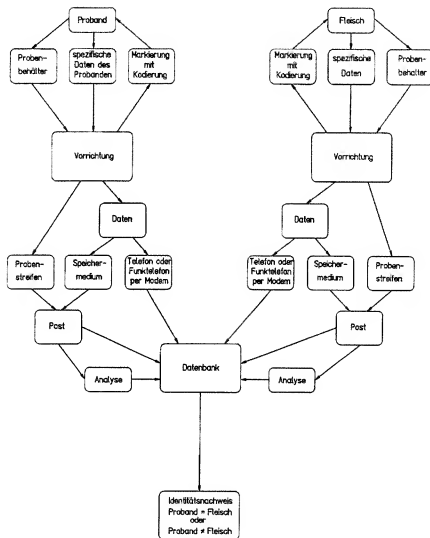 Proband
Fleisch
Proben-
behälter
spezifische
Daten des
Probanden
Markierung
mit
Kodierung
Markierung
mit
Kodierung
spezifische
Daten
Proben-
behalter
Vorrichtung
Vorrichtung
Daten
Daten
Proben-
streifen
Speicher-
medium
Telefon oder
Funktelefon
per Modem
Telefon oder
Funktelefon
per Modem
Speicher-
medium
Proben-
streifen
Post
Post
Datenbank
Analyse
Analyse
Identitätsnachweis
Proband = Fleisch
oder
Proband ≠ Fleisch